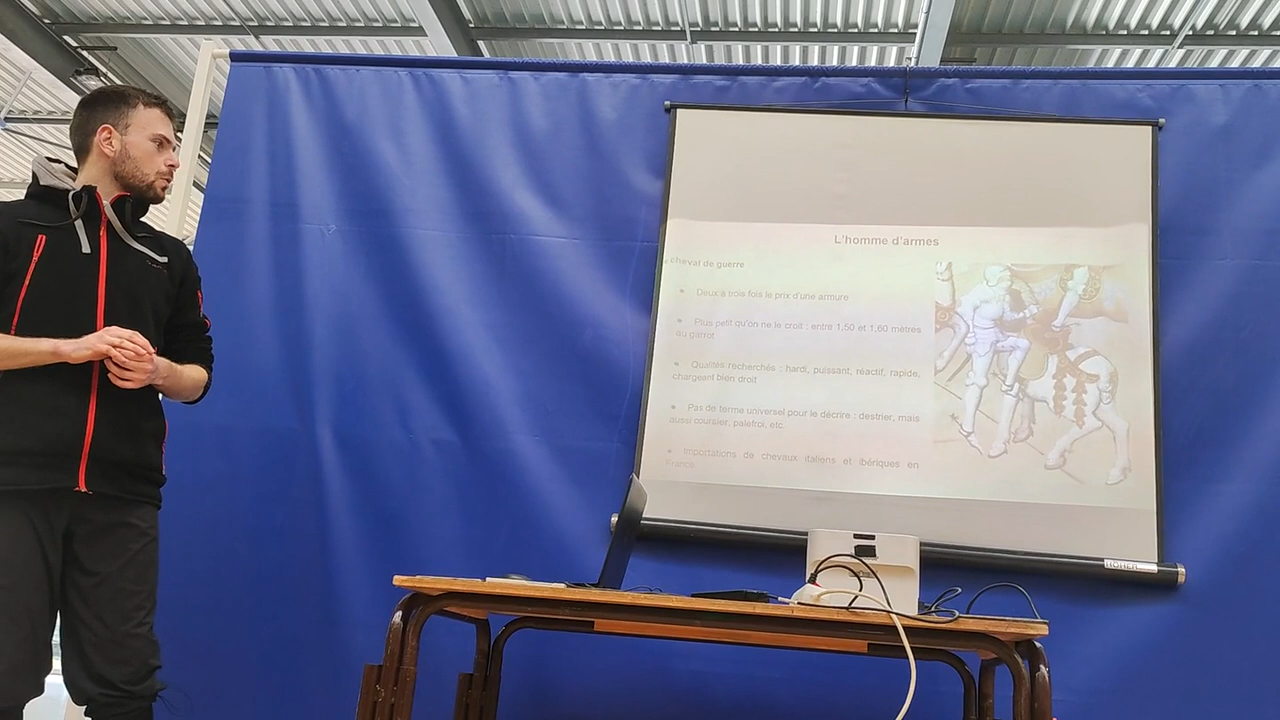 L'homme d'armes
cheval de guerre
Deux à trois fois le prix d'une armure
Plus petit qu'on ne le croit : entre 1,50 et 1,60 mètres
au garrot
Qualités recherchés : hardi, puissant, réactif, rapide,
chargeant bien droit
Pas de terme universel pour le décrire : destrier, mais
aussi coursier, palefroi, etc.
Importations de chevaux italiens et ibériques en
France